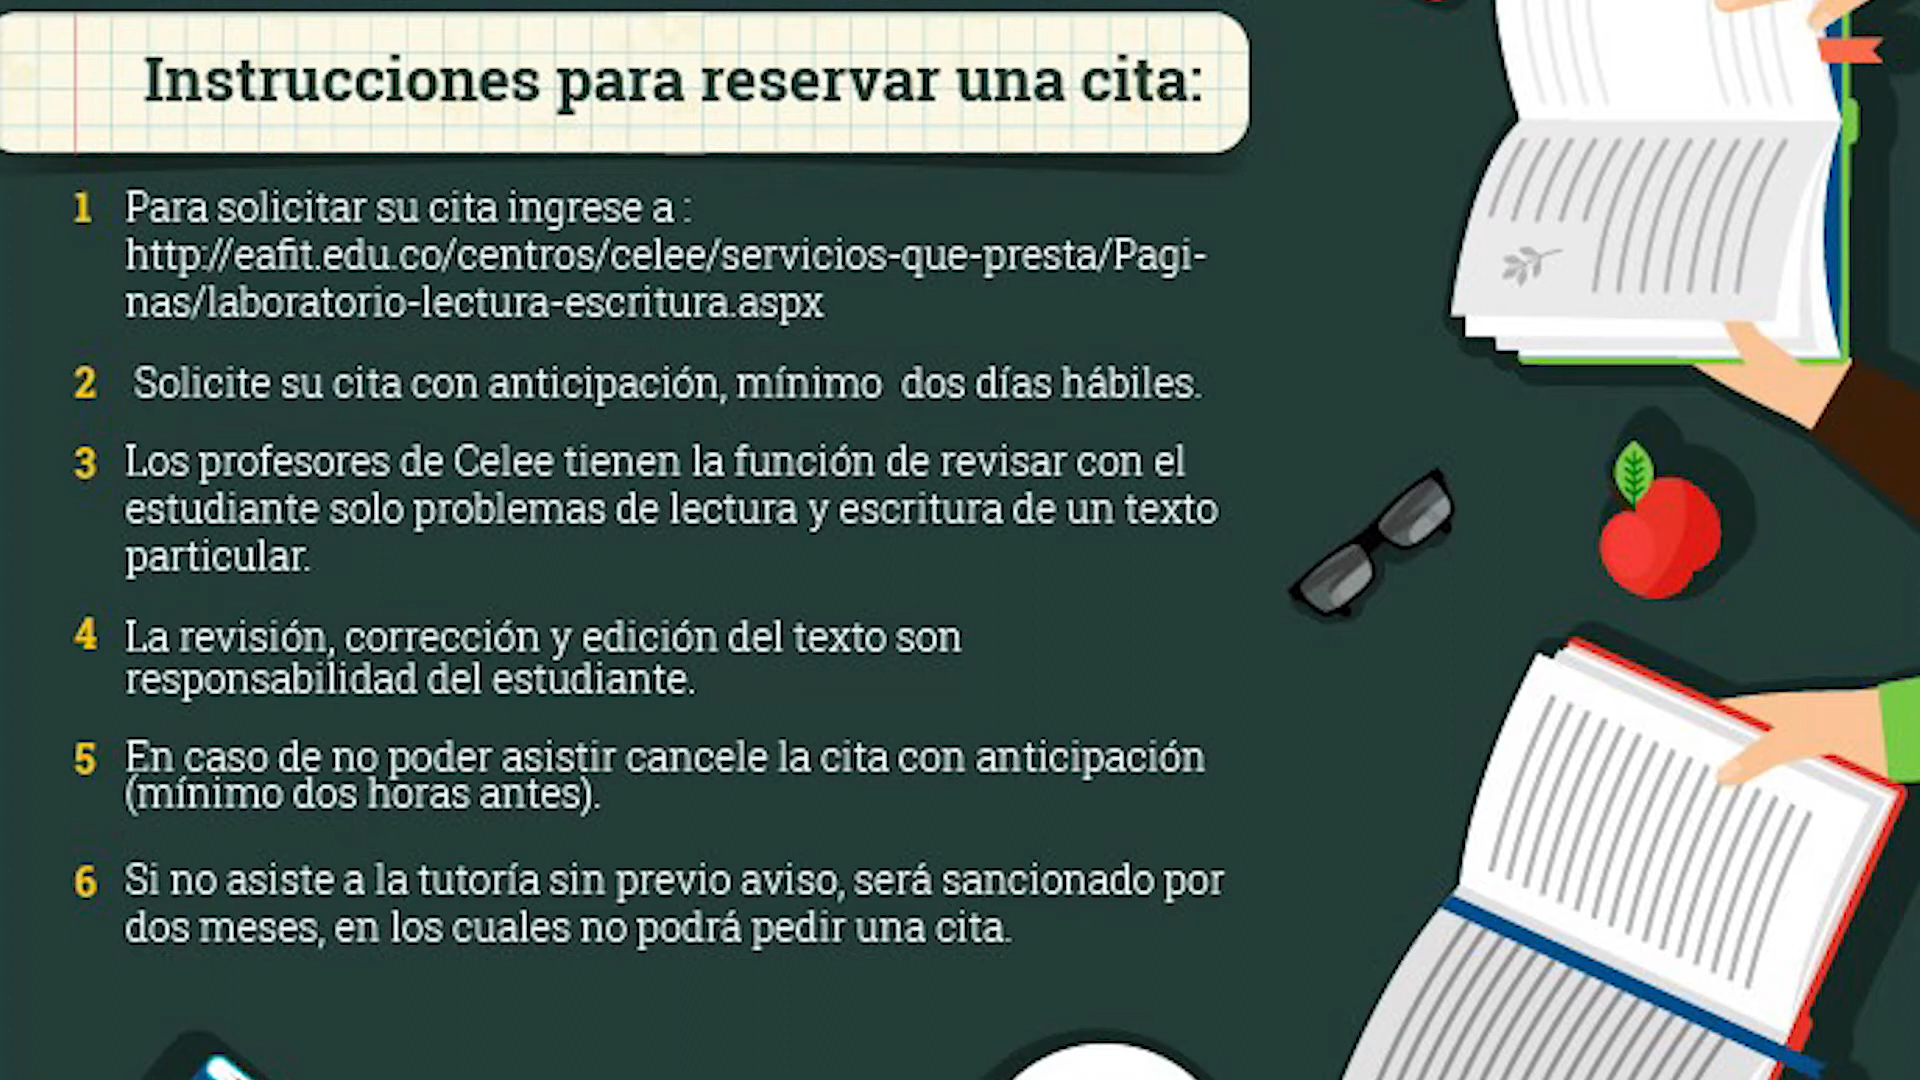 Instrucciones para reservar una cita:
1 Para solicitar su cita ingrese a :
http://eafit.edu.co/centros/celee/servicios-que-presta/Pagi-
nas/laboratorio-lectura-escritura.aspx
2 Solicite su cita con anticipación, mínimo dos días hábiles.
3 Los profesores de Celee tienen la función de revisar con el
estudiante solo problemas de lectura y escritura de un texto
particular.
4 La revisión, corrección y edición del texto son
responsabilidad del estudiante.
5 En caso de no poder asistir cancele la cita con anticipación
(mínimo dos horas antes).
6 Si no asiste a la tutoría sin previo aviso, será sancionado por
dos meses, en los cuales no podrá pedir una cita.